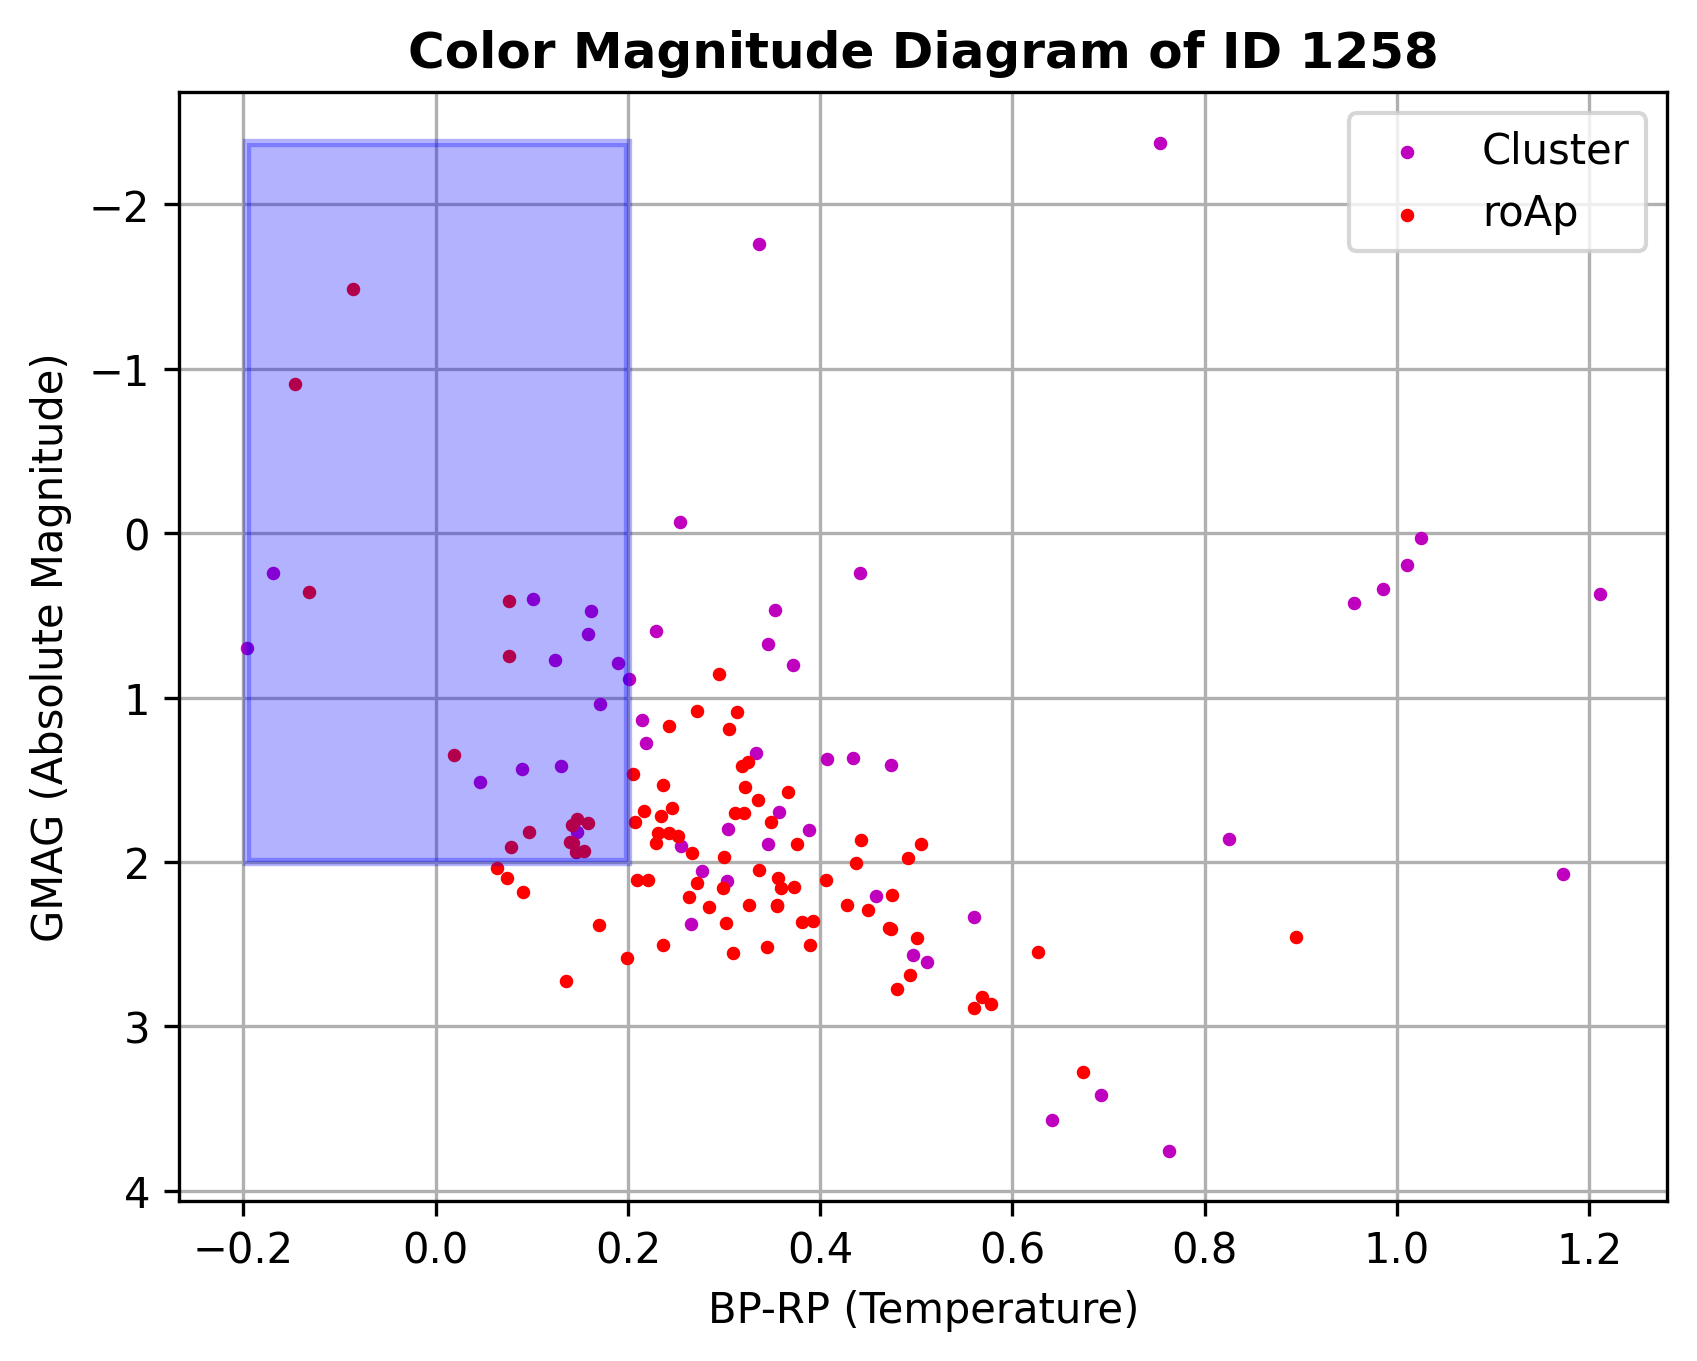 Color Magnitude Diagram of ID 1258
Cluster
roAp
GMAG (Absolute Magnitude)
−2
−1
0
1
2
3
4
−0.2 0.0 0.2 0.4 0.6 0.8 1.0 1.2
BP-RP (Temperature)